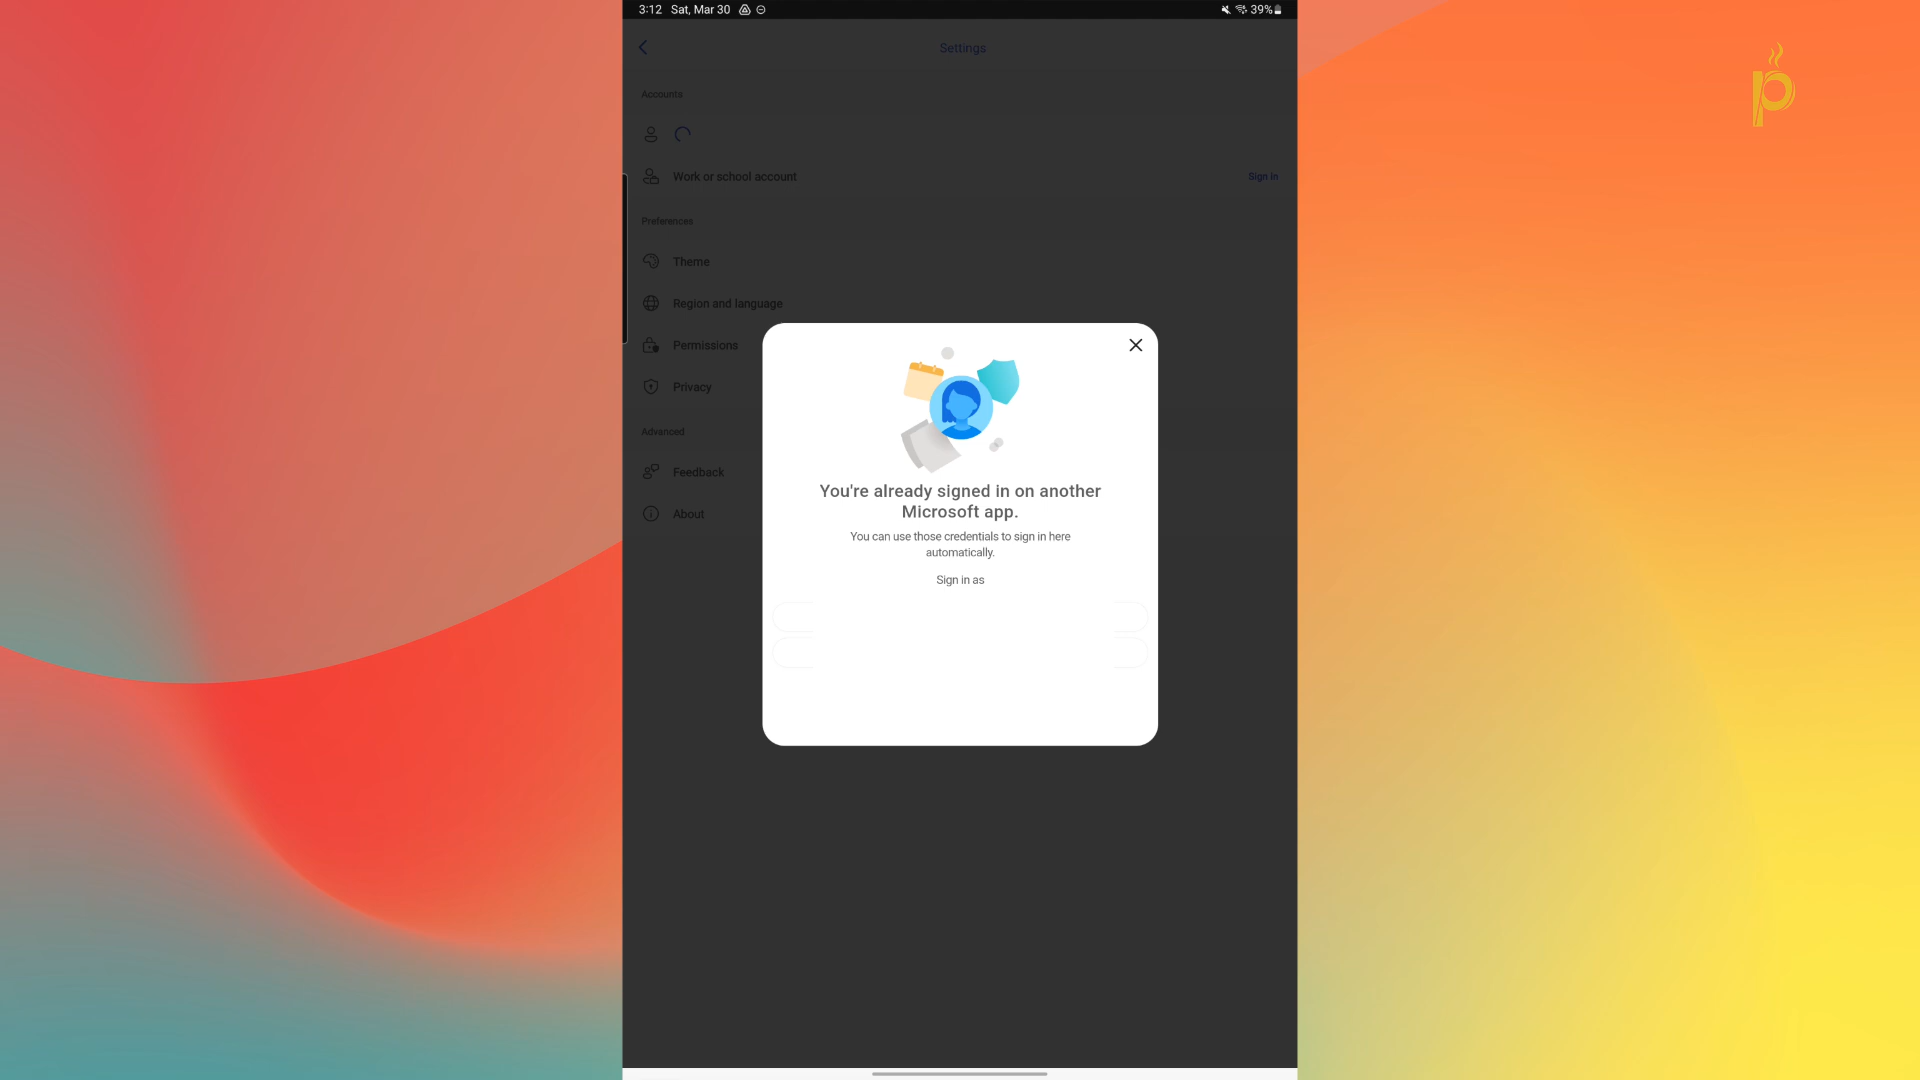 3:12 Sat, Mar 30 39%
Settings
Accounts
Work or school account Sign in
Preferences
Theme
Region and language
Permissions
Privacy
Advanced
Feedback
About
You're already signed in on another
Microsoft app.
You can use those credentials to sign in here
automatically.
Sign in as
p